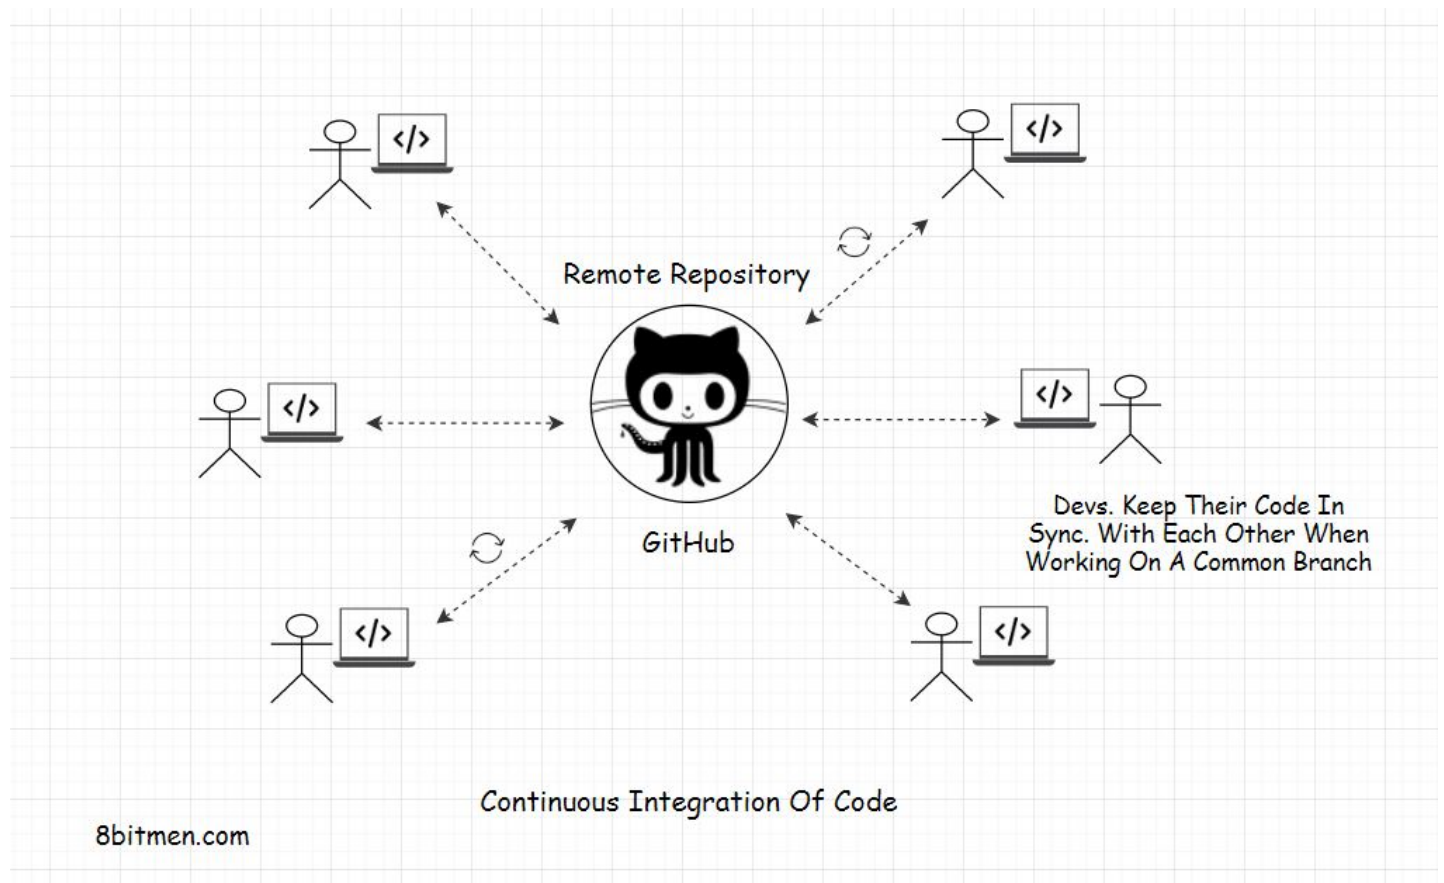 </>
</>
Remote Repository
</>
</>
GitHub
Devs. Keep Their Code In
Sync. With Each Other When
Working On A Common Branch
</>
</>
Continuous Integration Of Code
8bitmen.com